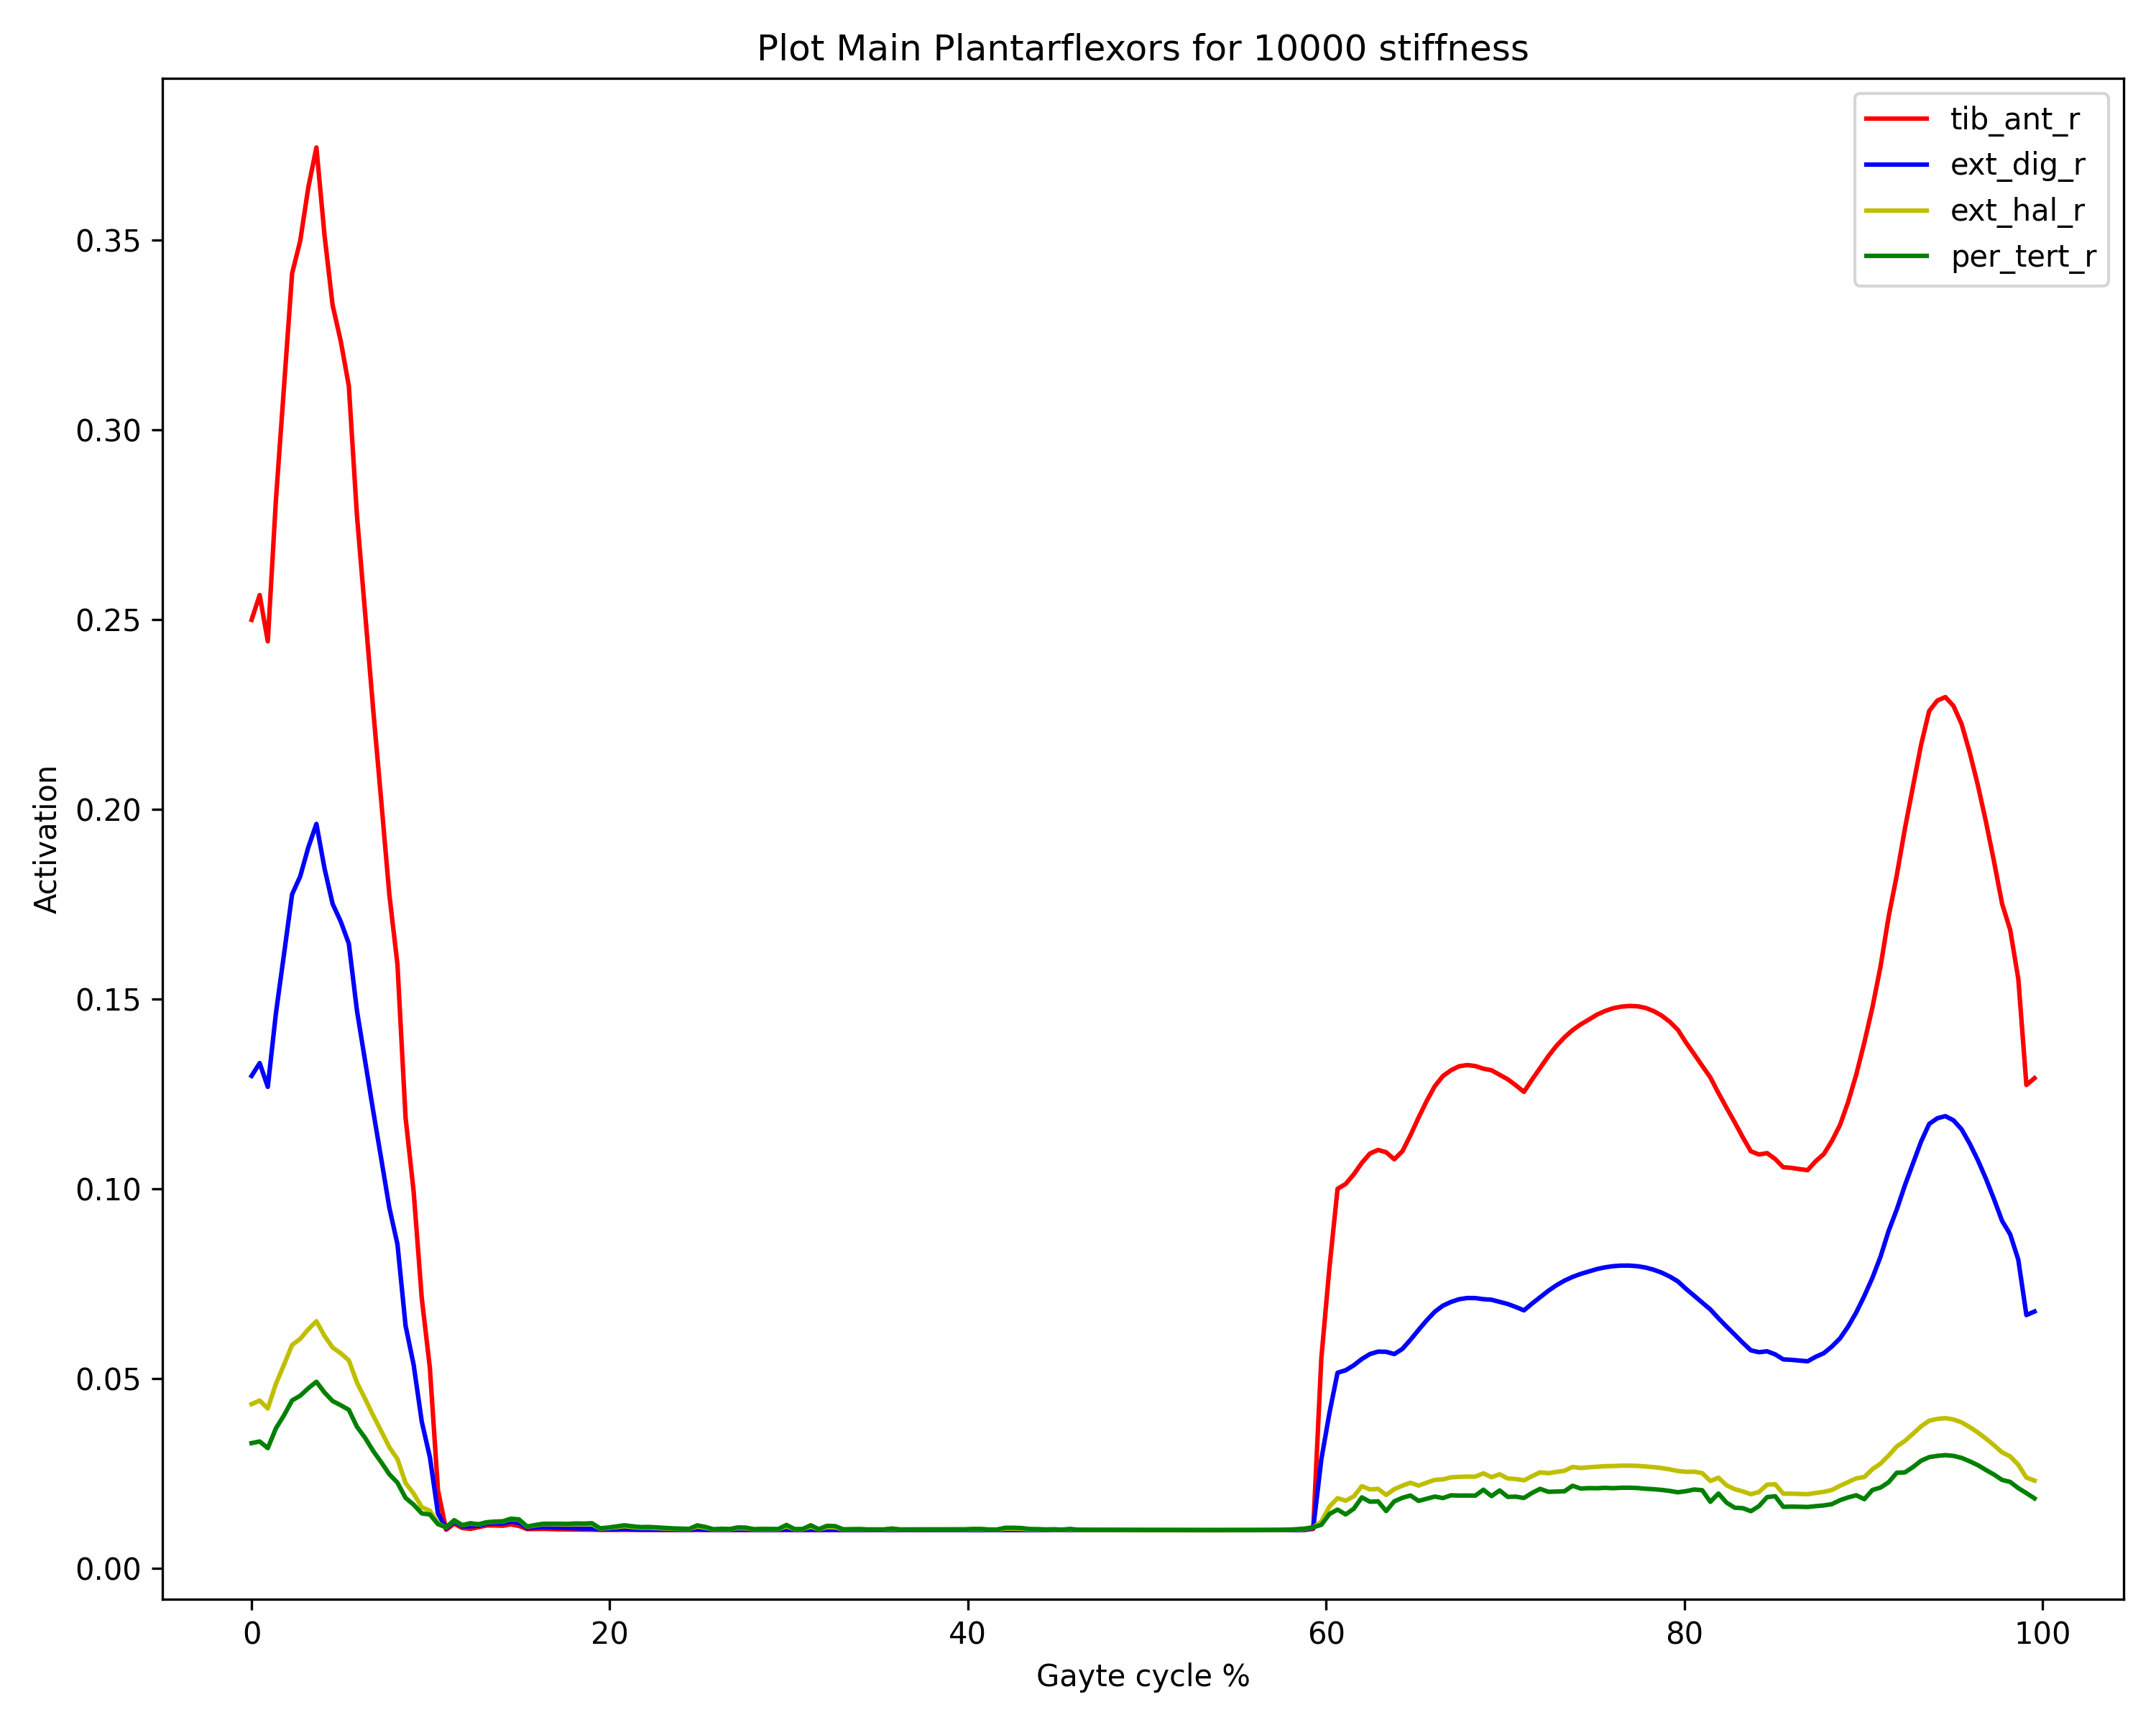 Plot Main Plantarflexors for 10000 stiffness
tib_ant_r
ext_dig_r
ext_hal_r
per_tert_r
0.35
0.30
0.25
0.20
0.15
0.10
0.05
0.00
Activation
0 20 40 60 80 100
Gayte cycle %